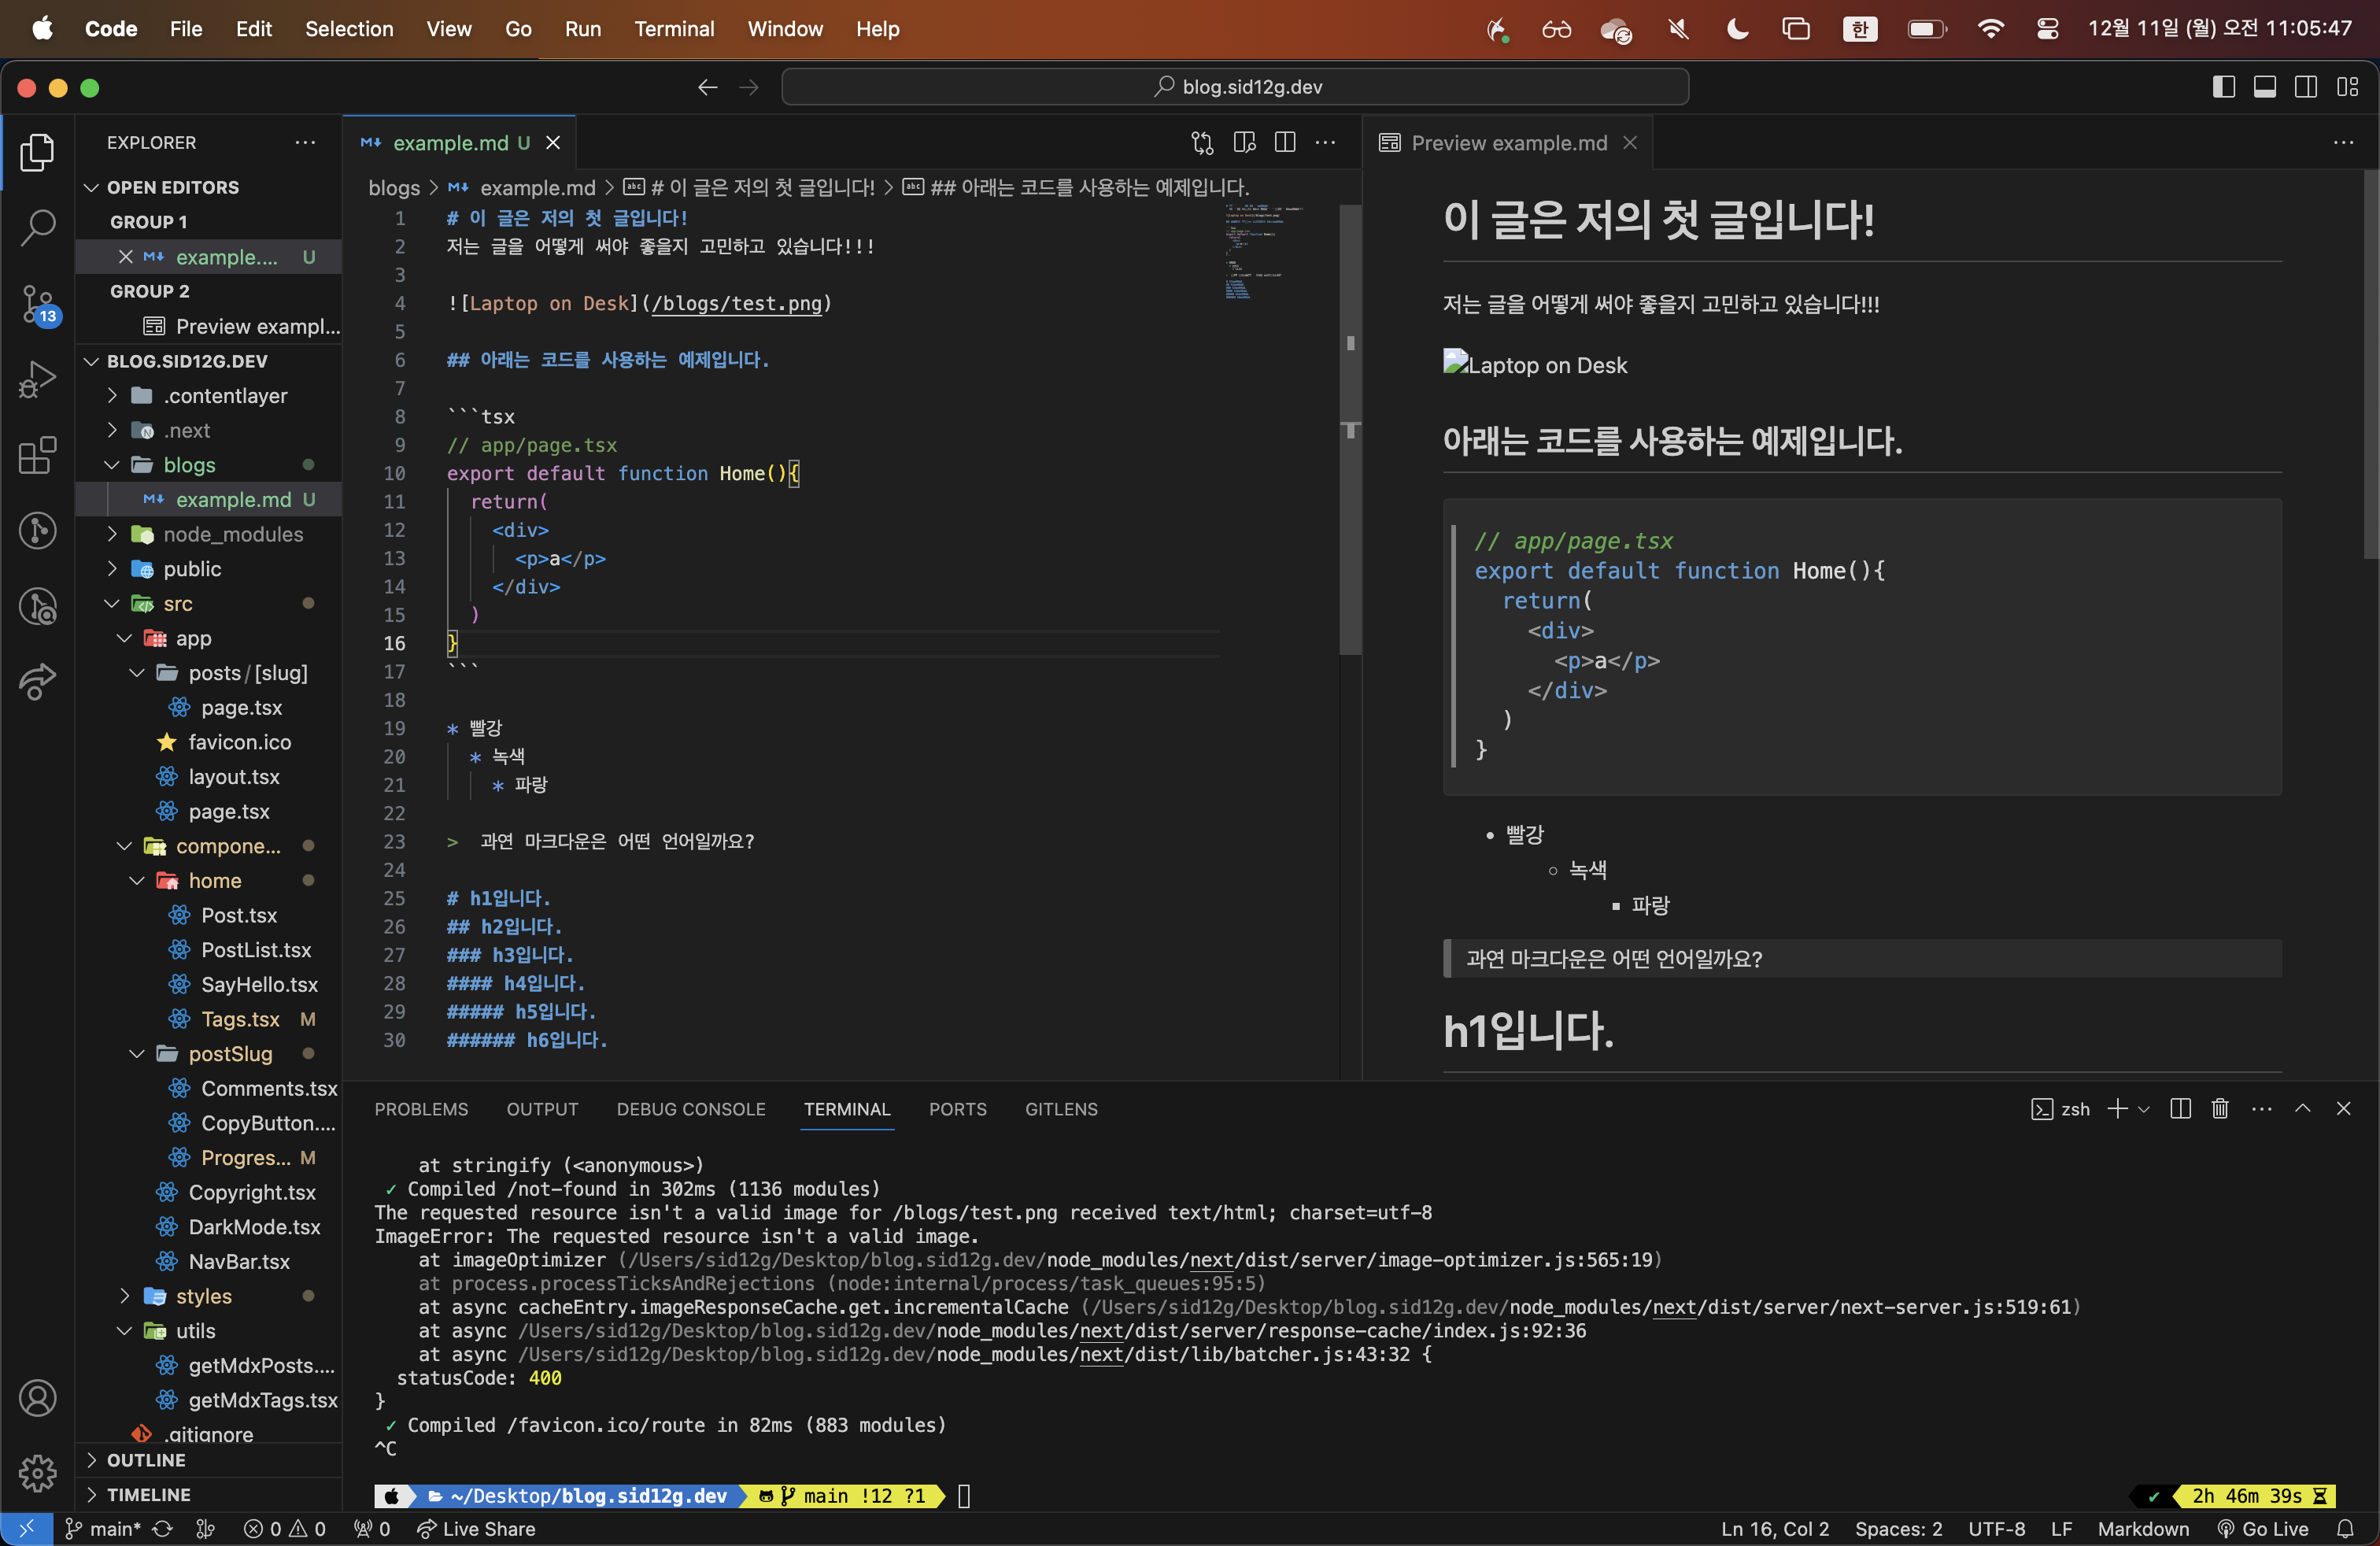 Code File Edit Selection View Go Run Terminal Window Help 한 12월 11일 (월) 오전 11:05:47
blog.sid12g.dev
EXPLORER
OPEN EDITORS
GROUP 1
example.... U
GROUP 2
Preview exampl...
BLOG.SID12G.DEV
.contentlayer
.next
blogs
example.md U
node_modules
public
src
app
posts/[slug]
page.tsx
favicon.ico
layout.tsx
page.tsx
compone...
home
Post.tsx
PostList.tsx
SayHello.tsx
Tags.tsx M
postSlug
Comments.tsx
CopyButton....
Progres... M
Copyright.tsx
DarkMode.tsx
NavBar.tsx
styles
utils
getMdxPosts....
getMdxTags.tsx
.gitignore
OUTLINE
TIMELINE
13
example.md U
blogs > example.md > # 이 글은 저의 첫 글입니다! > ## 아래는 코드를 사용하는 예제입니다.
1 # 이 글은 저의 첫 글입니다!
2 저는 글을 어떻게 써야 좋을지 고민하고 있습니다!!!
3
4 ![Laptop on Desk](/blogs/test.png)
5
6 ## 아래는 코드를 사용하는 예제입니다.
7
8 ```tsx
9 // app/page.tsx
10 export default function Home(){
11 return(
12 <div>
13 <p>a</p>
14 </div>
15 )
16 }
17 ```
18
19 * 빨강
20 * 녹색
21 * 파랑
22
23 > 과연 마크다운은 어떤 언어일까요?
24
25 # h1입니다.
26 ## h2입니다.
27 ### h3입니다.
28 #### h4입니다.
29 ##### h5입니다.
30 ###### h6입니다.
Preview example.md
이 글은 저의 첫 글입니다!
저는 글을 어떻게 써야 좋을지 고민하고 있습니다!!!
Laptop on Desk
아래는 코드를 사용하는 예제입니다.
// app/page.tsx
export default function Home(){
return(
<div>
<p>a</p>
</div>
)
}
빨강
녹색
파랑
과연 마크다운은 어떤 언어일까요?
h1입니다.
PROBLEMS OUTPUT DEBUG CONSOLE TERMINAL PORTS GITLENS zsh
at stringify (<anonymous>)
✓ Compiled /not-found in 302ms (1136 modules)
The requested resource isn't a valid image for /blogs/test.png received text/html; charset=utf-8
ImageError: The requested resource isn't a valid image.
at imageOptimizer (/Users/sid12g/Desktop/blog.sid12g.dev/node_modules/next/dist/server/image-optimizer.js:565:19)
at process.processTicksAndRejections (node:internal/process/task_queues:95:5)
at async cacheEntry.imageResponseCache.get.incrementalCache (/Users/sid12g/Desktop/blog.sid12g.dev/node_modules/next/dist/server/next-server.js:519:61)
at async /Users/sid12g/Desktop/blog.sid12g.dev/node_modules/next/dist/server/response-cache/index.js:92:36
at async /Users/sid12g/Desktop/blog.sid12g.dev/node_modules/next/dist/lib/batcher.js:43:32 {
statusCode: 400
}
✓ Compiled /favicon.ico/route in 82ms (883 modules)
^C
~/Desktop/blog.sid12g.dev main !12 ?1 ✔ 2h 46m 39s
main* 0 0 0 Live Share Ln 16, Col 2 Spaces: 2 UTF-8 LF Markdown Go Live